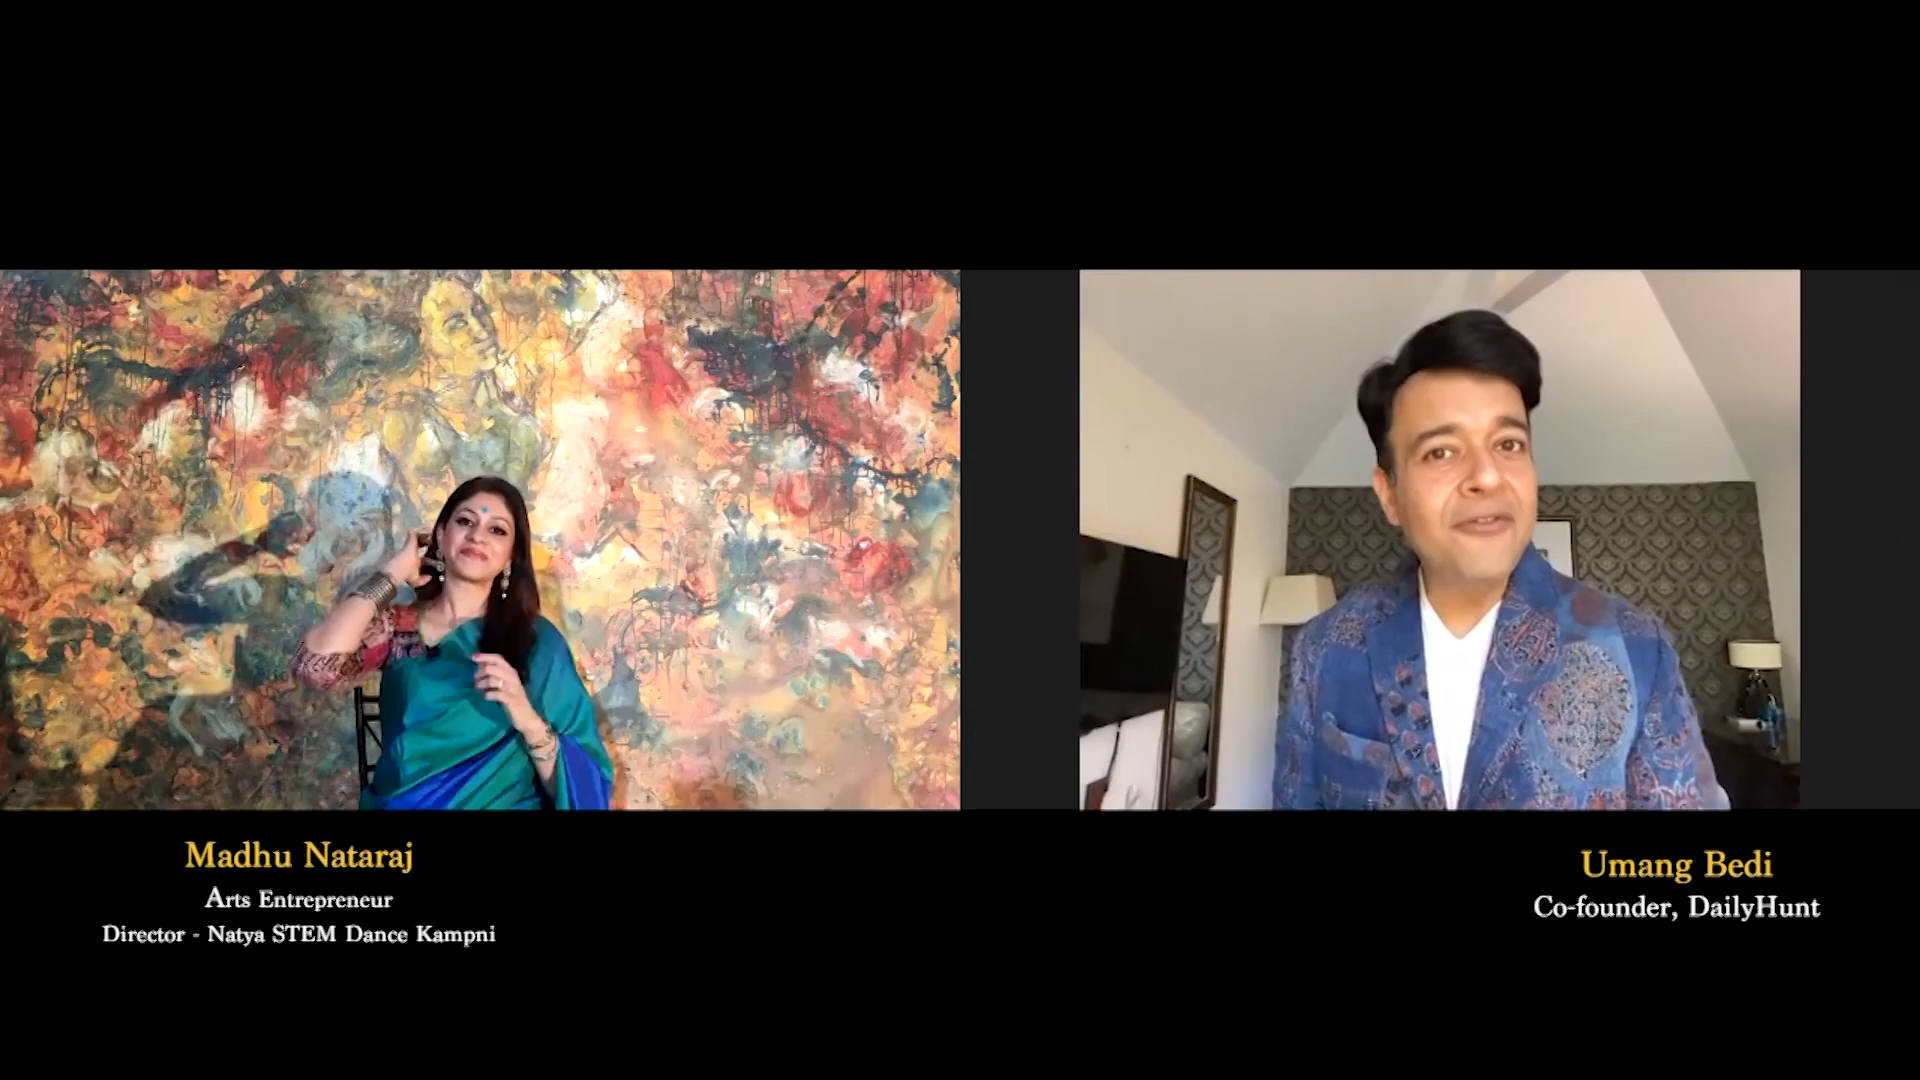 Madhu Nataraj
Arts Entrepreneur
Director - Natya STEM Dance Kampni
Umang Bedi
Co-founder, DailyHunt